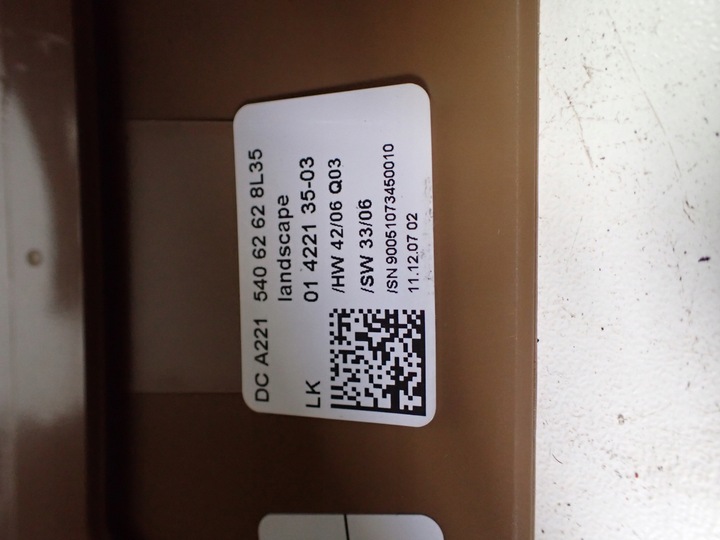 DC A221 540 62 62 8L35
landscape
LK 01 4221 35-03
/HW 42/06 Q03
/SW 33/06
/SN 90051073450010
11.12.07 02